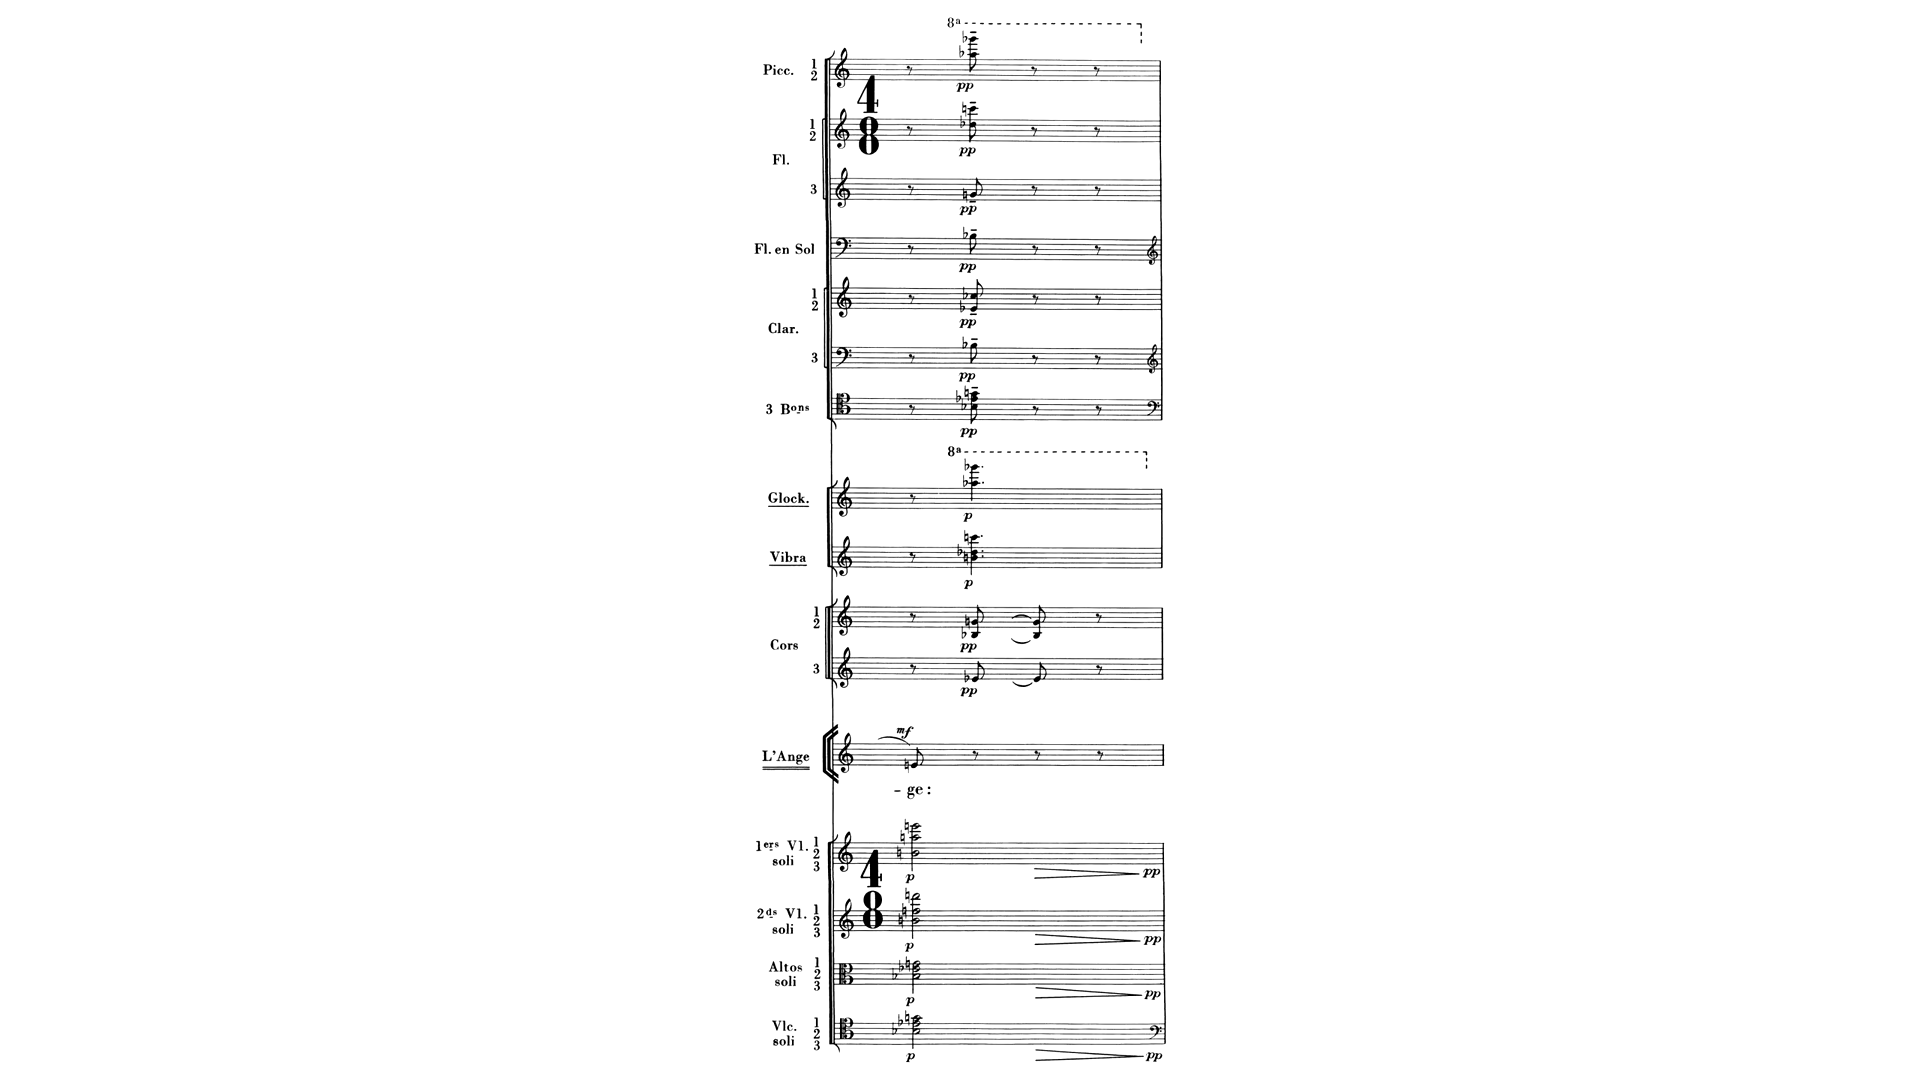 8ª
Picc. 1 2
4
8
pp
Fl. 1 2
pp
3
pp
Fl. en Sol
pp
Clar. 1 2
pp
3
pp
3 Bons
pp
8ª
Glock.
p
Vibra
p
Cors 1 2
pp
3
pp
mf
L'Ange
- ge :
1ers Vl. soli 1 2 3
4
8
p pp
2ds Vl. soli 1 2 3
p pp
Altos soli 1 2 3
p pp
Vlc. soli 1 2 3
p pp